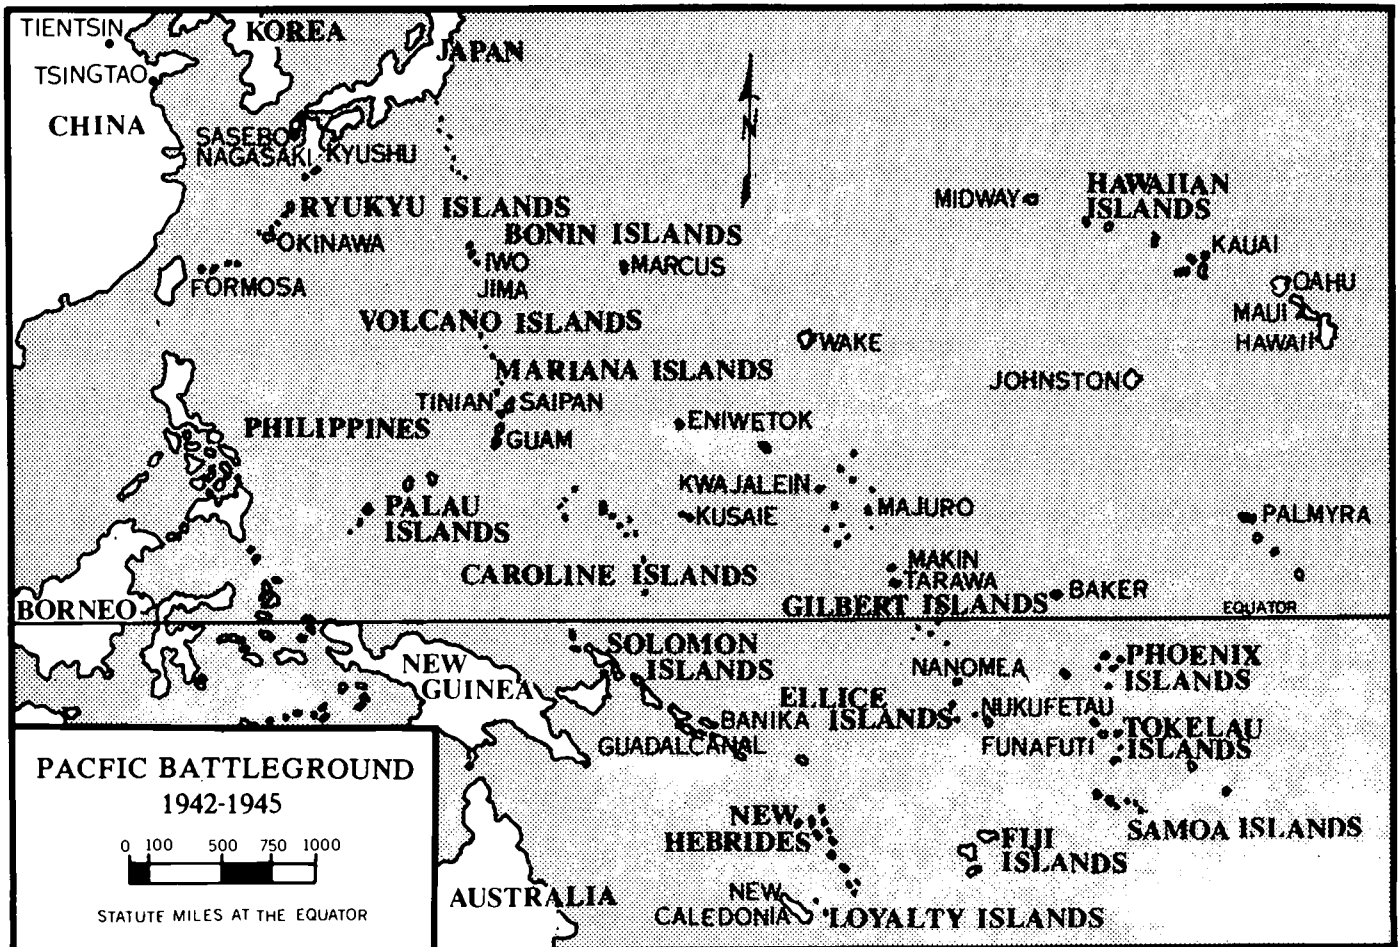 TIENTSIN
KOREA
JAPAN
TSINGTAO
CHINA
SASEBO
NAGASAKI
KYUSHU
N
MIDWAY
HAWAIIAN
ISLANDS
RYUKYU ISLANDS
OKINAWA
BONIN ISLANDS
KAUAI
IWO
JIMA
MARCUS
FORMOSA
OAHU
MAUI
HAWAII
VOLCANO ISLANDS
WAKE
MARIANA ISLANDS
JOHNSTON
TINIAN
SAIPAN
PHILIPPINES
GUAM
ENIWETOK
KWAJALEIN
PALAU
ISLANDS
KUSAIE
MAJURO
PALMYRA
CAROLINE ISLANDS
MAKIN
TARAWA
GILBERT ISLANDS
BAKER
BORNEO
EQUATOR
SOLOMON
ISLANDS
NEW
GUINEA
NANOMEA
PHOENIX
ISLANDS
ELLICE
ISLANDS
NUKUFETAU
BANIKA
GUADALCANAL
FUNAFUTI
TOKELAU
ISLANDS
PACFIC BATTLEGROUND
1942-1945
0 100 500 750 1000
STATUTE MILES AT THE EQUATOR
NEW
HEBRIDES
SAMOA ISLANDS
FIJI
ISLANDS
AUSTRALIA
NEW
CALEDONIA
LOYALTY ISLANDS